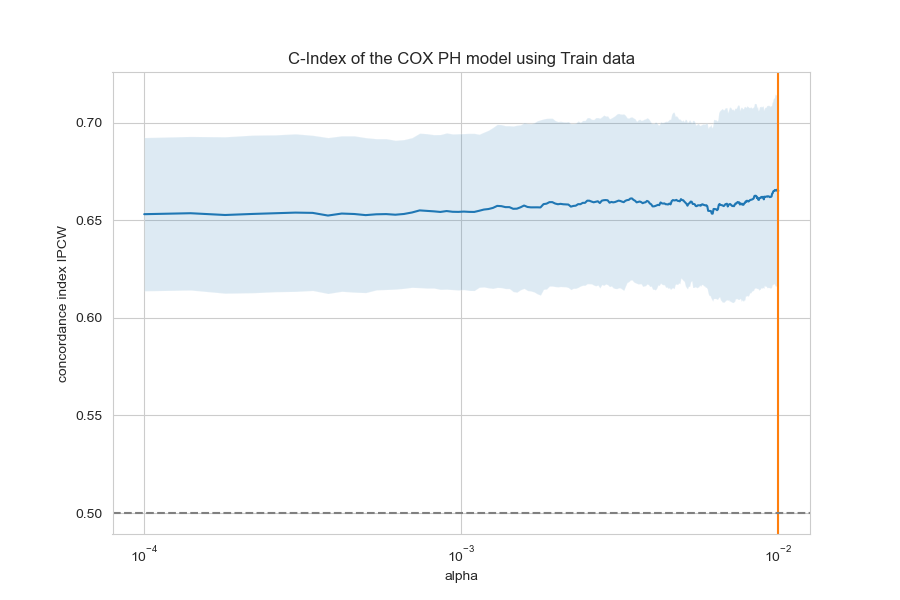 C-Index of the COX PH model using Train data
concordance index IPCW
0.70
0.65
0.60
0.55
0.50
10⁻⁴ 10⁻³ 10⁻²
alpha